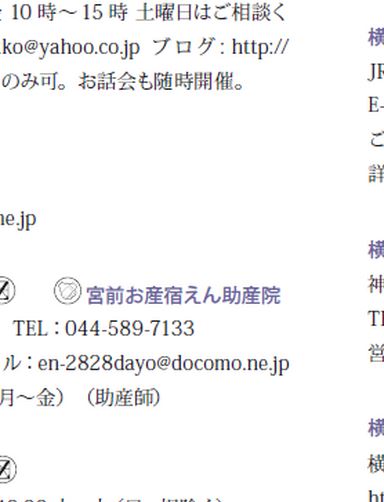 10 時～ 15 時 土曜日はご相談く
ko@yahoo.co.jp ブログ : http://
のみ可。お話会も随時開催。
ne.jp
宮前お産宿えん助産院
TEL：044-589-7133
ル：en-2828dayo@docomo.ne.jp
月～金）（助産師）
横
JR
E-
ご
詳
横
神
TE
営
横
横